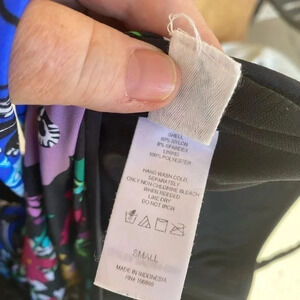 SHELL
92% NYLON
8% SPANDEX
LINING
100% POLYESTER
HAND WASH COLD,
SEPARATELY
ONLY NON-CHLORINE BLEACH
WHEN NEEDED
LINE DRY
DO NOT IRON
SMALL
MADE IN INDONESIA